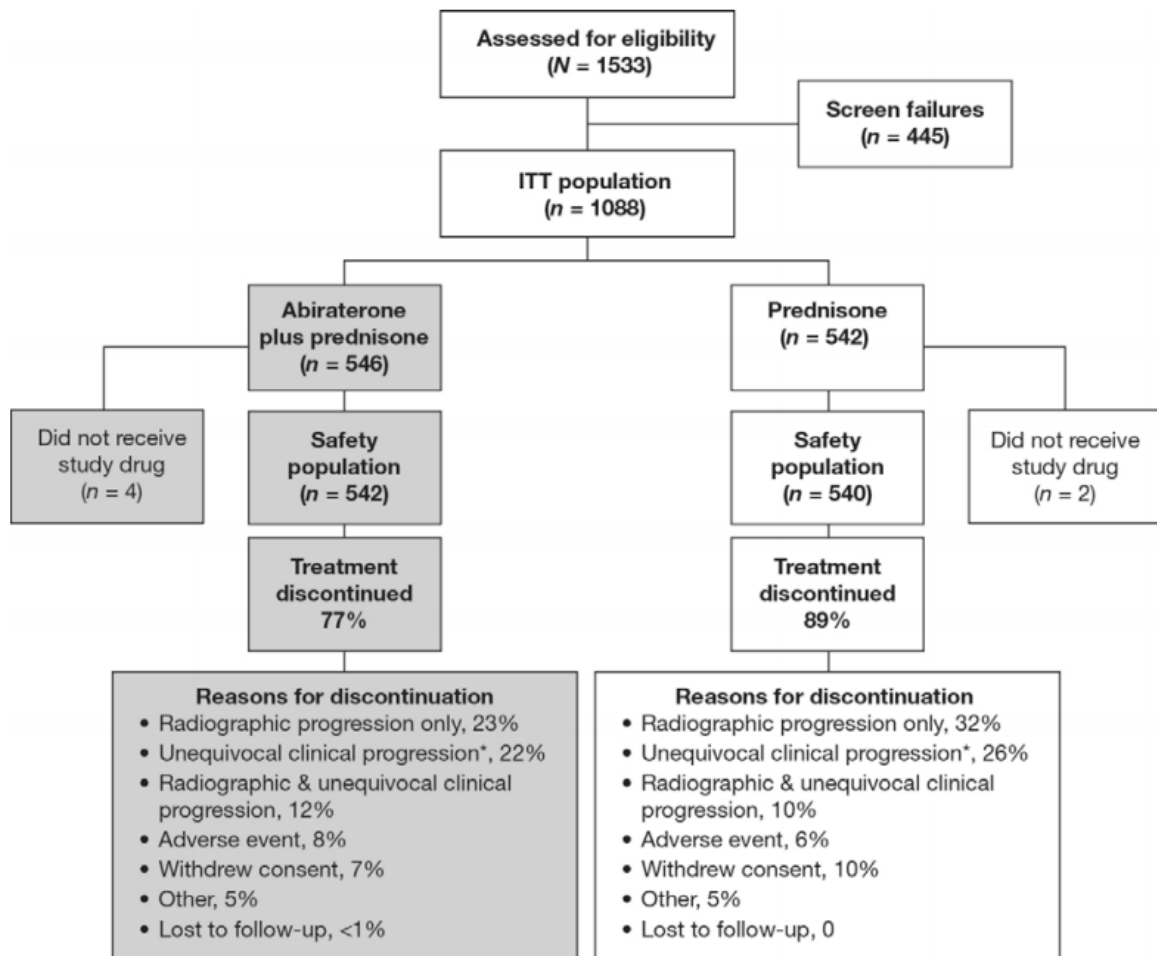 Assessed for eligibility
(N = 1533)
Screen failures
(n = 445)
ITT population
(n = 1088)
Abiraterone
plus prednisone
(n = 546)
Prednisone
(n = 542)
Did not receive
study drug
(n = 4)
Safety
population
(n = 542)
Safety
population
(n = 540)
Did not receive
study drug
(n = 2)
Treatment
discontinued
77%
Treatment
discontinued
89%
Reasons for discontinuation
• Radiographic progression only, 23%
• Unequivocal clinical progression*, 22%
• Radiographic & unequivocal clinical
progression, 12%
• Adverse event, 8%
• Withdrew consent, 7%
• Other, 5%
• Lost to follow-up, <1%
Reasons for discontinuation
• Radiographic progression only, 32%
• Unequivocal clinical progression*, 26%
• Radiographic & unequivocal clinical
progression, 10%
• Adverse event, 6%
• Withdrew consent, 10%
• Other, 5%
• Lost to follow-up, 0